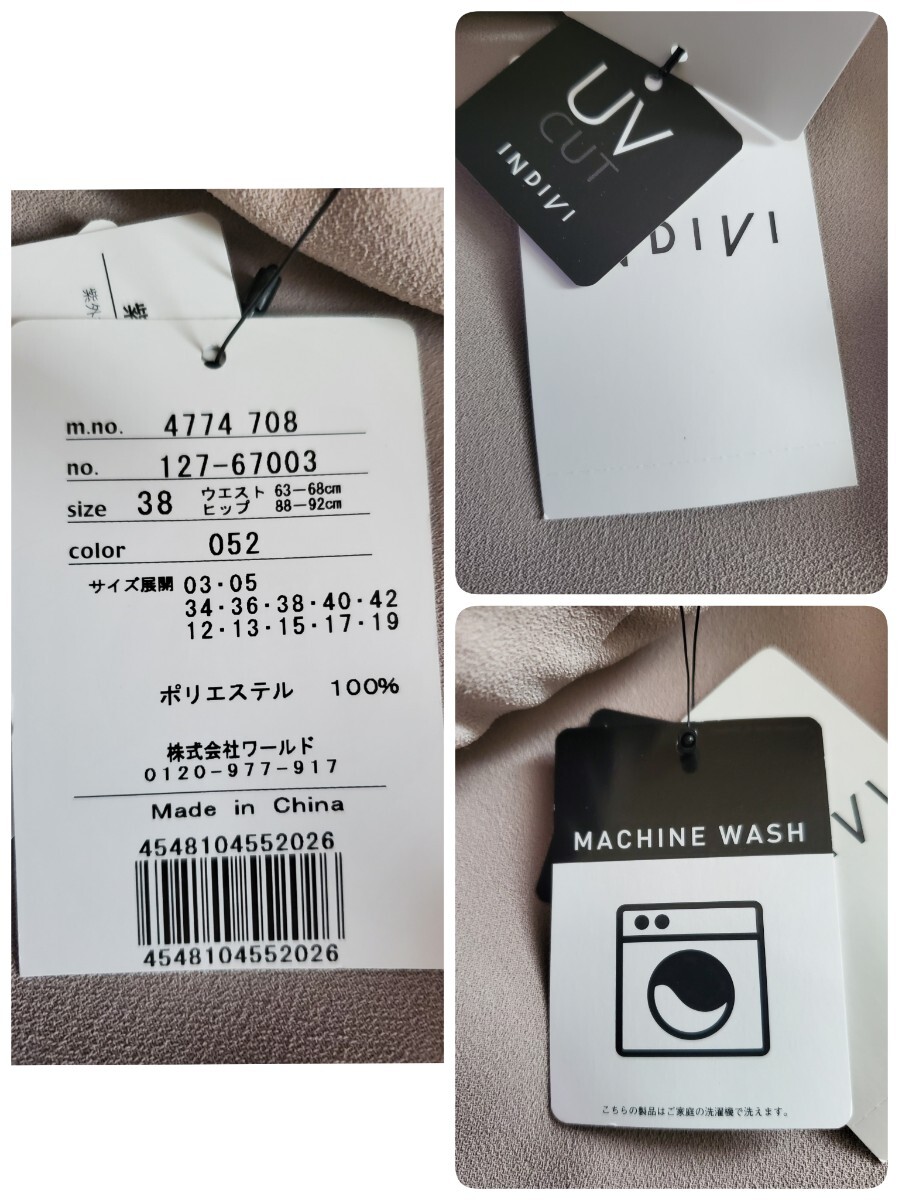 紫
紫外
m.no. 4774 708
no. 127-67003
size 38 ウエスト 63-68cm
ヒップ 88-92cm
color 052
サイズ展開 03・05
34・36・38・40・42
12・13・15・17・19
ポリエステル 100%
株式会社ワールド
0120-977-917
Made in China
4548104552026
4548104552026
UV
CUT
INDIVI
NDIVI
MACHINE WASH
VI
こちらの製品はご家庭の洗濯機で洗えます。